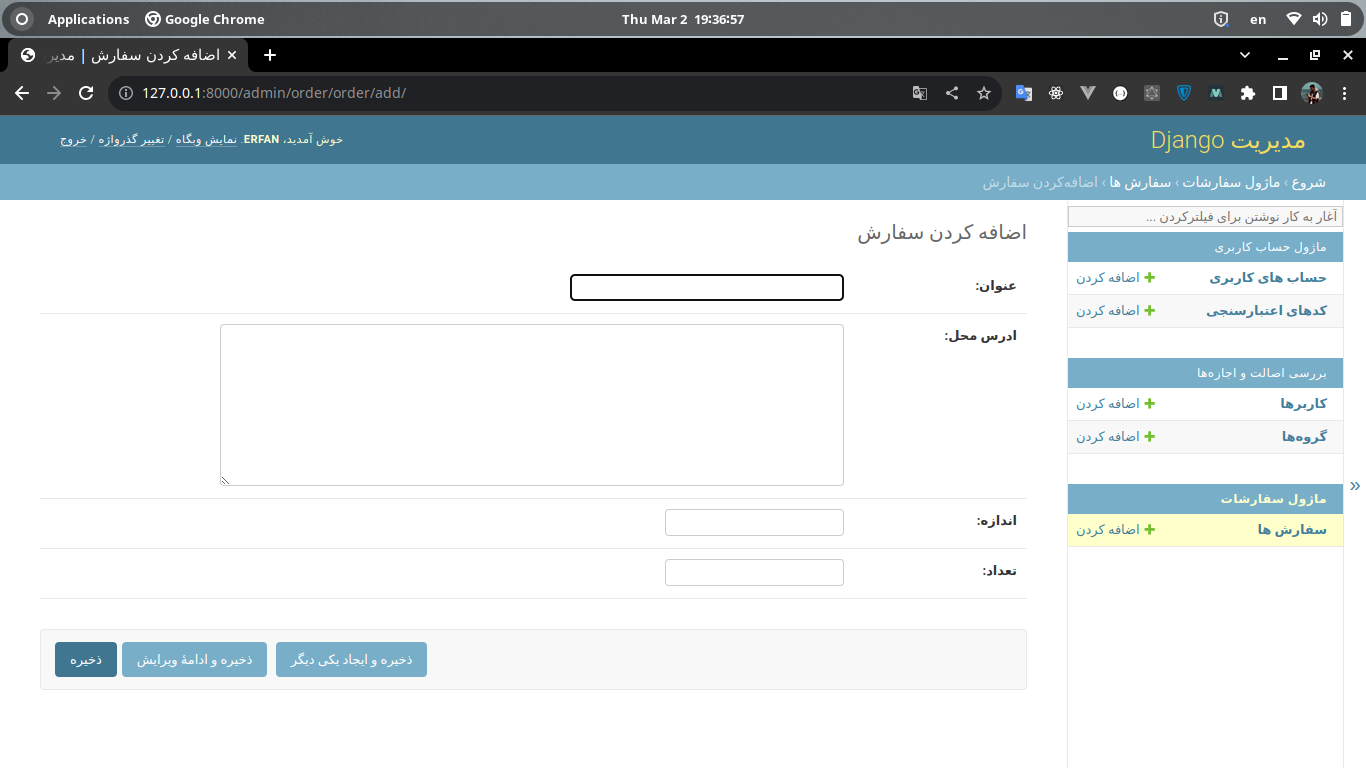 Applications Google Chrome Thu Mar 2 19:36:57 en
اضافه کردن سفارش | مدیر
127.0.0.1:8000/admin/order/order/add/
مدیریت Django
خوش آمدید، ERFAN. نمایش وبگاه / تغییر گذرواژه / خروج
شروع › ماژول سفارشات › سفارش ها › اضافه‌کردن سفارش
آغار به کار نوشتن برای فیلترکردن ...
ماژول حساب کاربری
حساب های کاربری اضافه کردن
کدهای اعتبارسنجی اضافه کردن
بررسی اصالت و اجازه‌ها
کاربرها اضافه کردن
گروه‌ها اضافه کردن
ماژول سفارشات
سفارش ها اضافه کردن
»
اضافه کردن سفارش
عنوان:
ادرس محل:
اندازه:
تعداد:
ذخیره و ایجاد یکی دیگر ذخیره و ادامهٔ ویرایش ذخیره